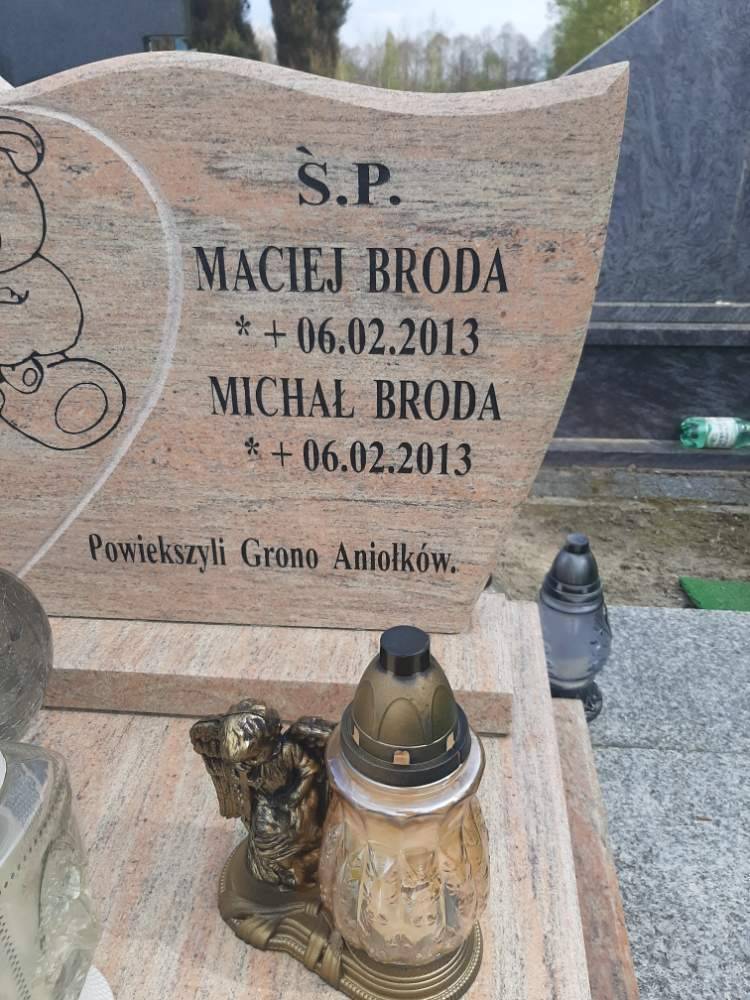 Ṡ.P.
MACIEJ BRODA
* + 06.02.2013
MICHAŁ BRODA
* + 06.02.2013
Powiekszyli Grono Aniołków.